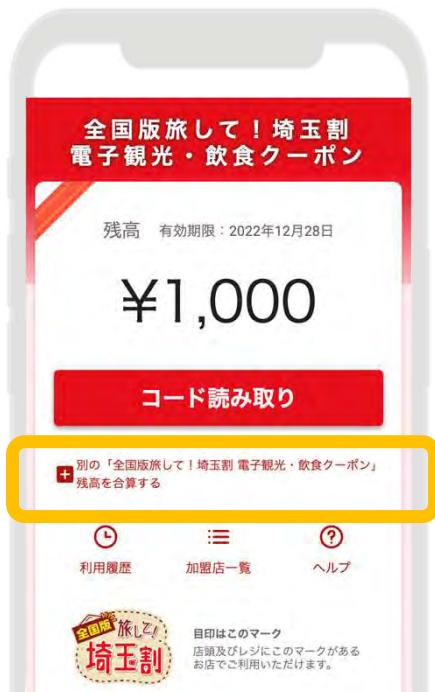 全国版旅して！埼玉割
電子観光・飲食クーポン
残高 有効期限：2022年12月28日
¥1,000
コード読み取り
別の「全国版旅して！埼玉割 電子観光・飲食クーポン」
残高を合算する
利用履歴 加盟店一覧 ヘルプ
全国版 旅して！
埼玉割
目印はこのマーク
店頭及びレジにこのマークがある
お店でご利用いただけます。